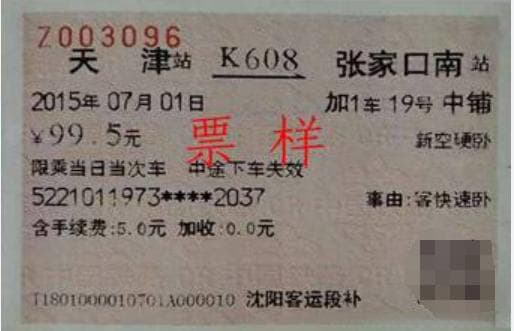 Z003096
天 津站 K608 张家口南站
2015年07月01日 加1车19号中铺
¥99.5元 新空硬卧
票样
限乘当日当次车 中途下车失效
5221011973****2037 事由:客快速卧
含手续费:5.0元 加收:0.0元
T1801000010701A000010 沈阳客运段补